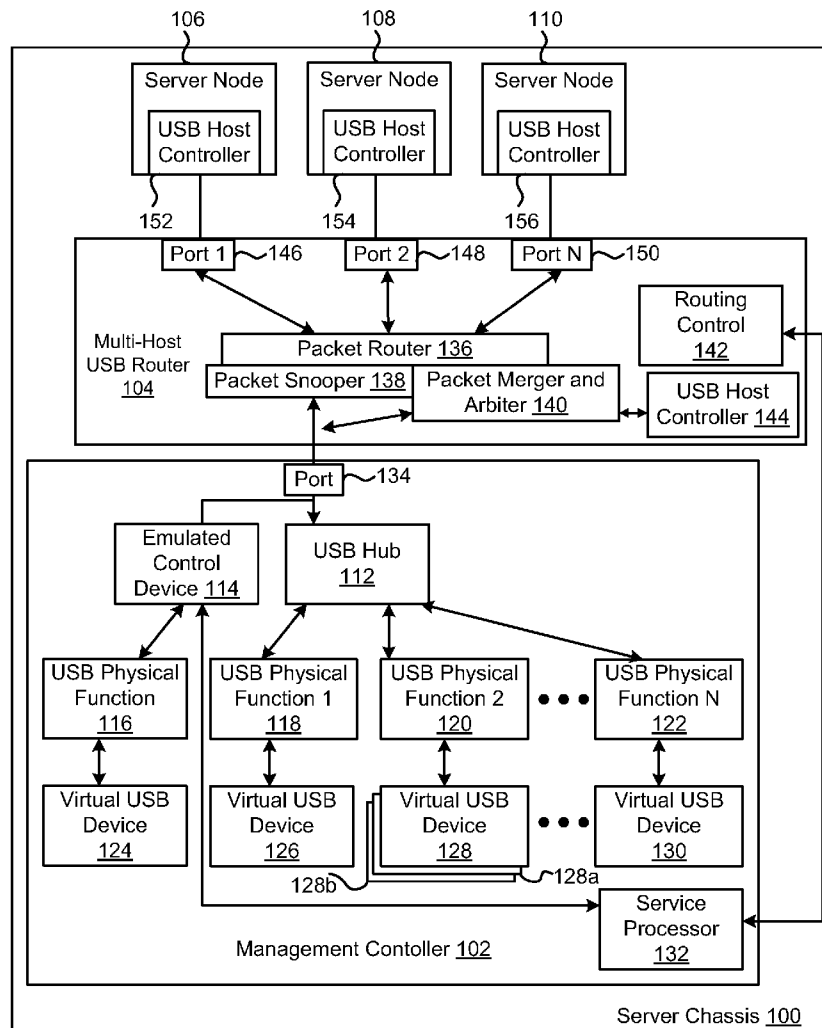 106
108
110
Server Node
Server Node
Server Node
USB Host
Controller
USB Host
Controller
USB Host
Controller
152
154
156
Port 1
146
Port 2
148
Port N
150
Routing
Control
142
Multi-Host
USB Router
104
Packet Router 136
Packet Snooper 138
Packet Merger and
Arbiter 140
USB Host
Controller 144
Port
134
Emulated
Control
Device 114
USB Hub
112
USB Physical
Function
116
USB Physical
Function 1
118
USB Physical
Function 2
120
USB Physical
Function N
122
Virtual USB
Device
124
Virtual USB
Device
126
Virtual USB
Device
128
Virtual USB
Device
130
128b
128a
Service
Processor
132
Management Contoller 102
Server Chassis 100